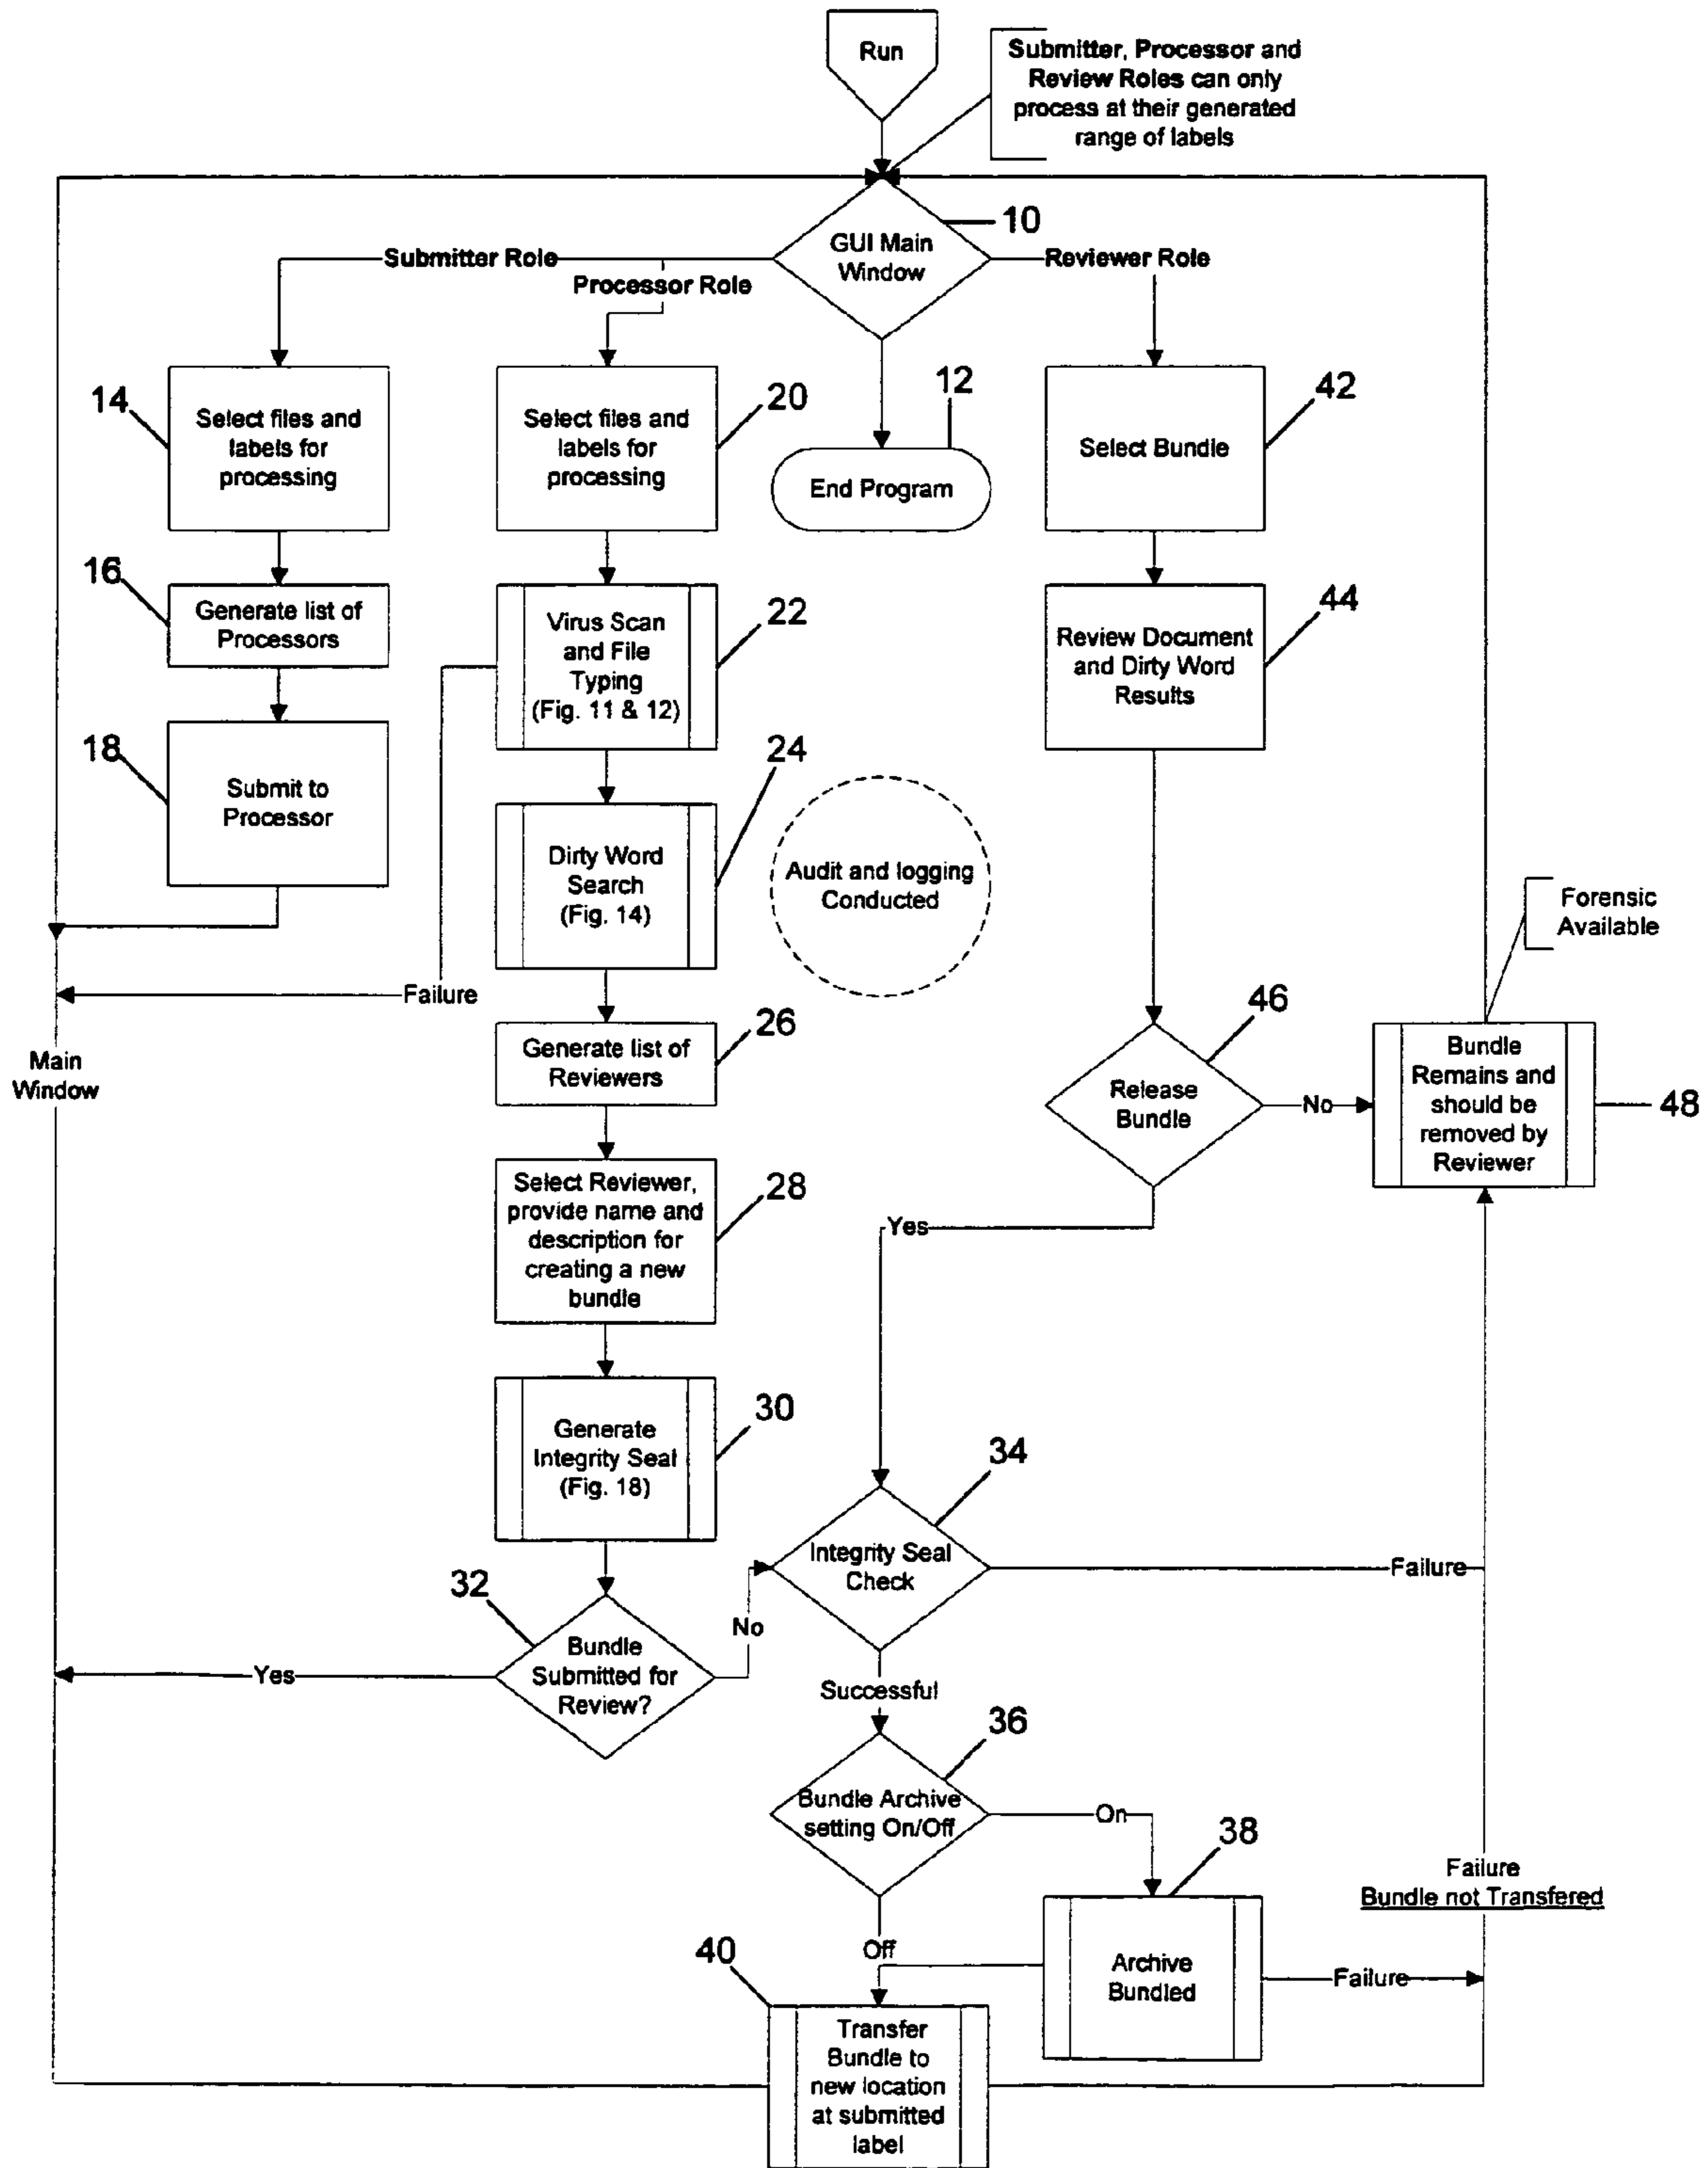 Run
Submitter, Processor and
Review Roles can only
process at their generated
range of labels
10
GUI Main
Window
Submitter Role
Processor Role
Reviewer Role
14
Select files and
labels for
processing
20
Select files and
labels for
processing
12
End Program
42
Select Bundle
16
Generate list of
Processors
22
Virus Scan
and File
Typing
(Fig. 11 & 12)
44
Review Document
and Dirty Word
Results
18
Submit to
Processor
24
Dirty Word
Search
(Fig. 14)
Audit and logging
Conducted
Forensic
Available
Failure
Main
Window
26
Generate list of
Reviewers
46
Release
Bundle
No
Bundle
Remains and
should be
removed by
Reviewer
48
28
Select Reviewer,
provide name and
description for
creating a new
bundle
Yes
30
Generate
Integrity Seal
(Fig. 18)
34
Integrity Seal
Check
Failure
32
Bundle
Submitted for
Review?
No
Yes
Successful
36
Bundle Archive
setting On/Off
On
38
Failure
Bundle not Transfered
Off
Archive
Bundled
Failure
40
Transfer
Bundle to
new location
at submitted
label